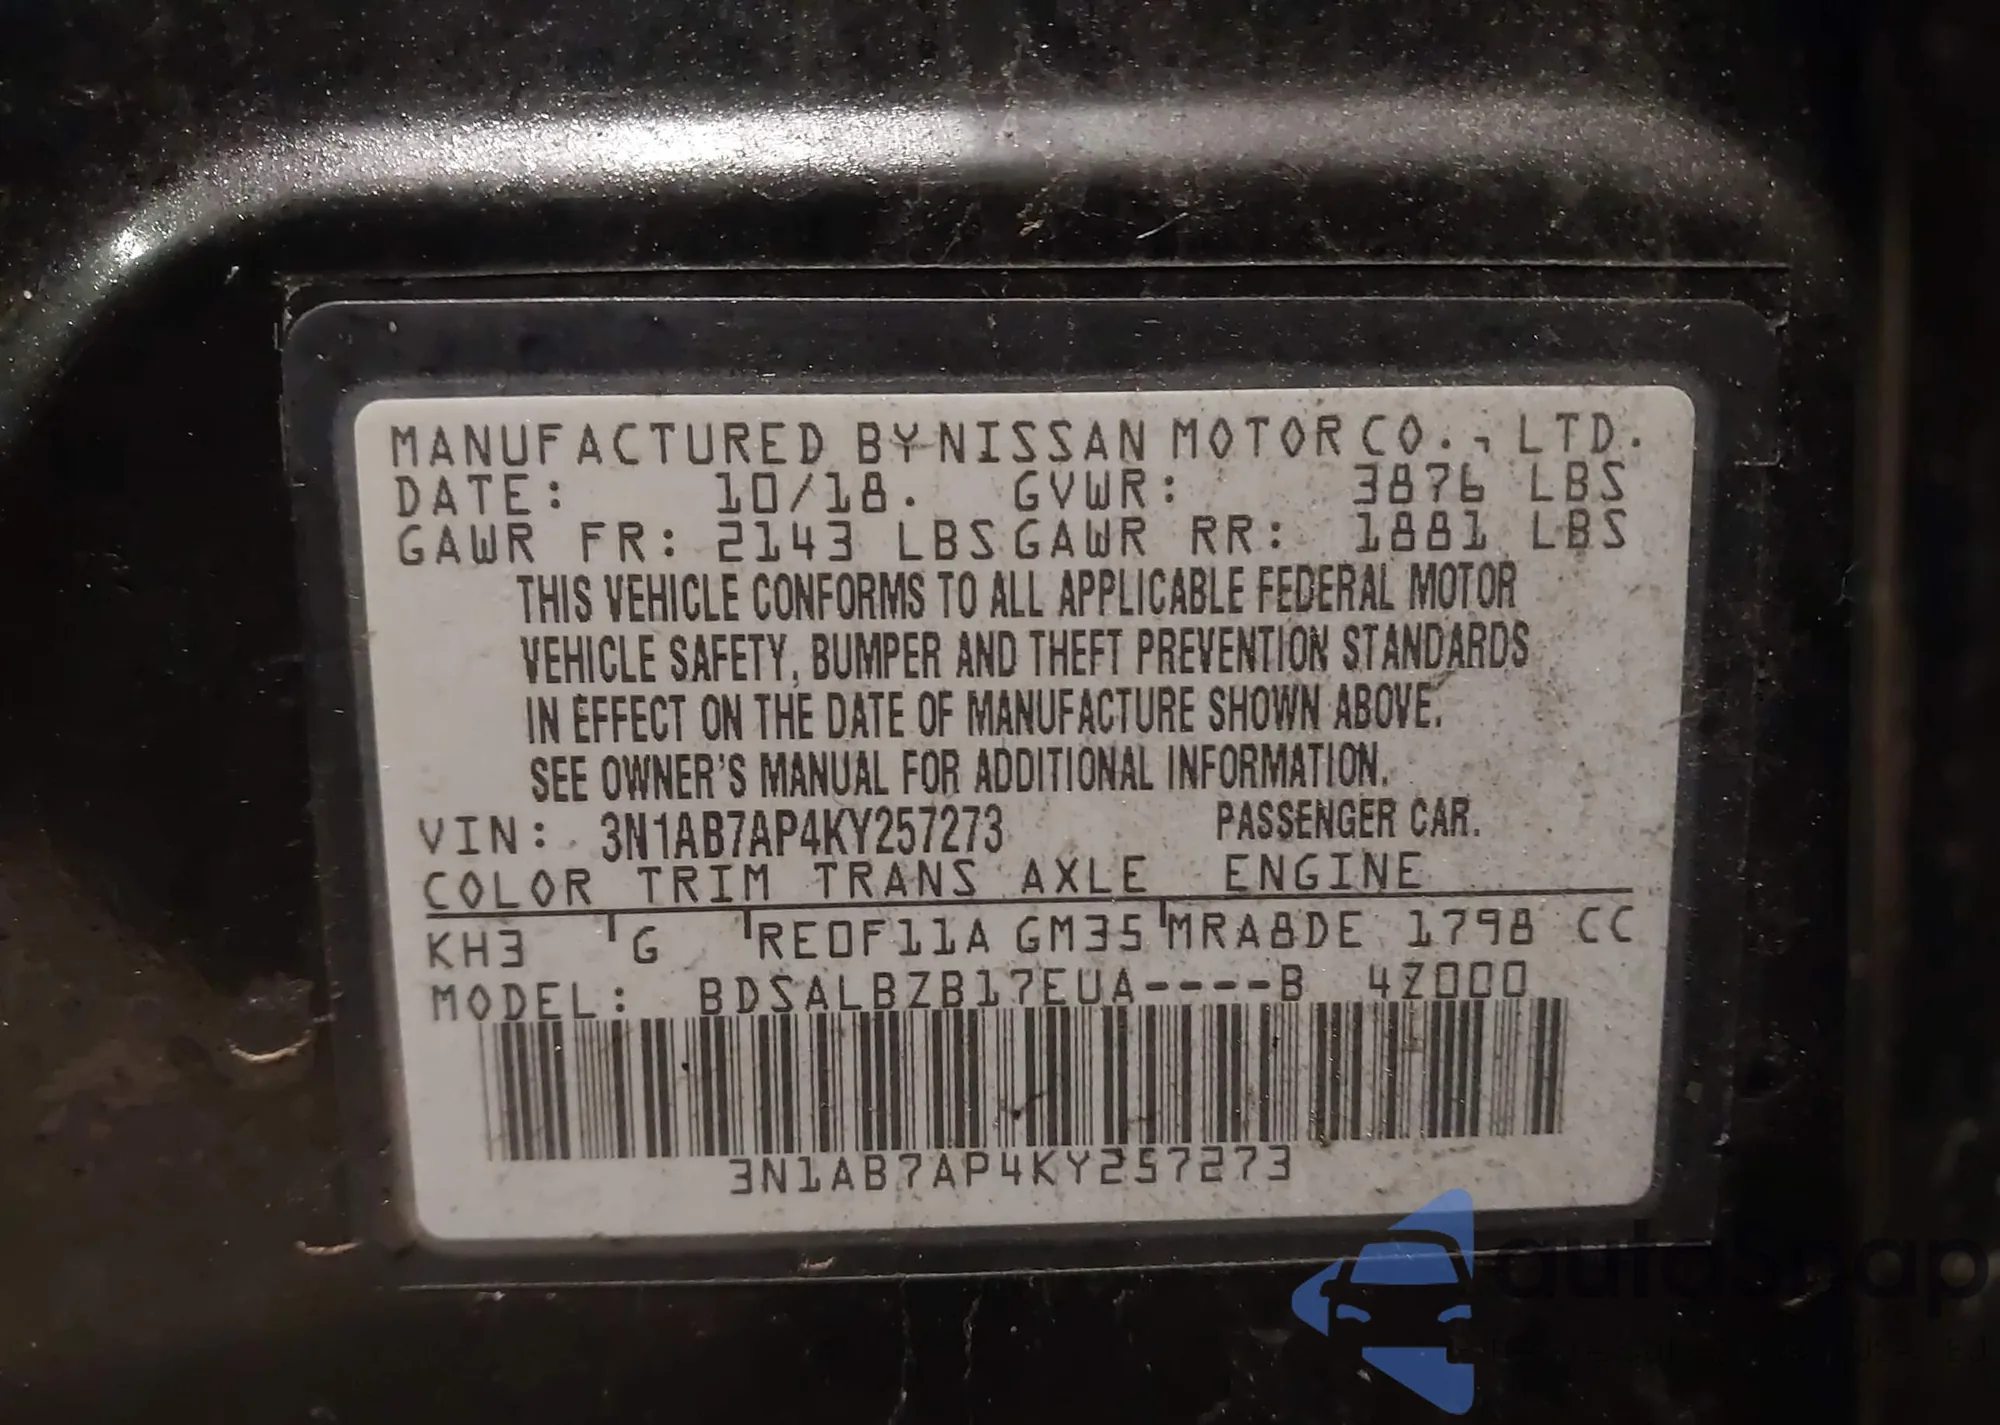 MANUFACTURED BY NISSAN MOTOR CO., LTD.
DATE: 10/18. GVWR: 3876 LBS
GAWR FR: 2143 LBS GAWR RR: 1881 LBS
THIS VEHICLE CONFORMS TO ALL APPLICABLE FEDERAL MOTOR
VEHICLE SAFETY, BUMPER AND THEFT PREVENTION STANDARDS
IN EFFECT ON THE DATE OF MANUFACTURE SHOWN ABOVE.
SEE OWNER'S MANUAL FOR ADDITIONAL INFORMATION.
VIN: 3N1AB7AP4KY257273 PASSENGER CAR.
COLOR TRIM TRANS AXLE ENGINE
KH3 G RE0F11A GM35 MRA8DE 1798 CC
MODEL: BDSALBZB17EUA----B 4Z000
3N1AB7AP4KY257273
autosnap